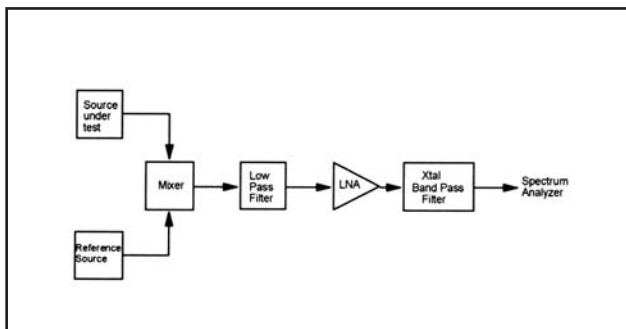 Source
under
test
Mixer
Reference
Source
Low
Pass
Filter
LNA
Xtal
Band Pass
Filter
Spectrum
Analyzer